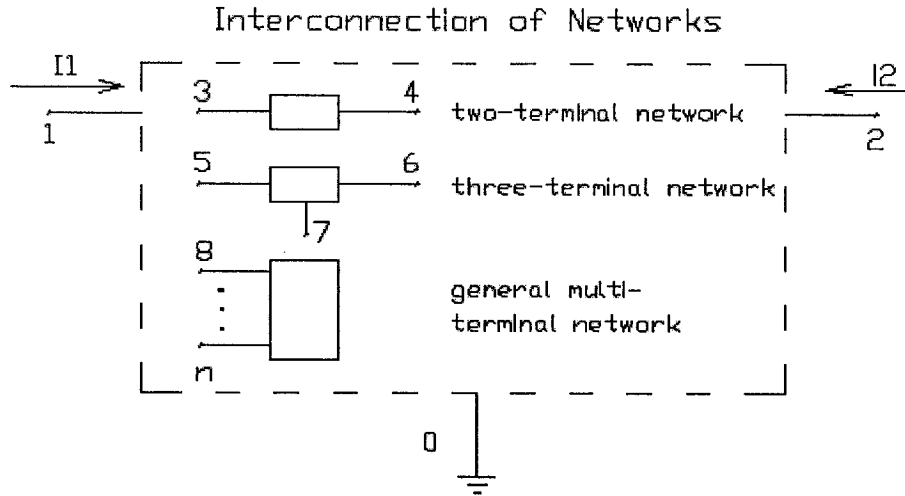 Interconnection of Networks
I1
I2
3
4
two-terminal network
1
2
5
6
three-terminal network
7
8
general multi-
terminal network
n
0